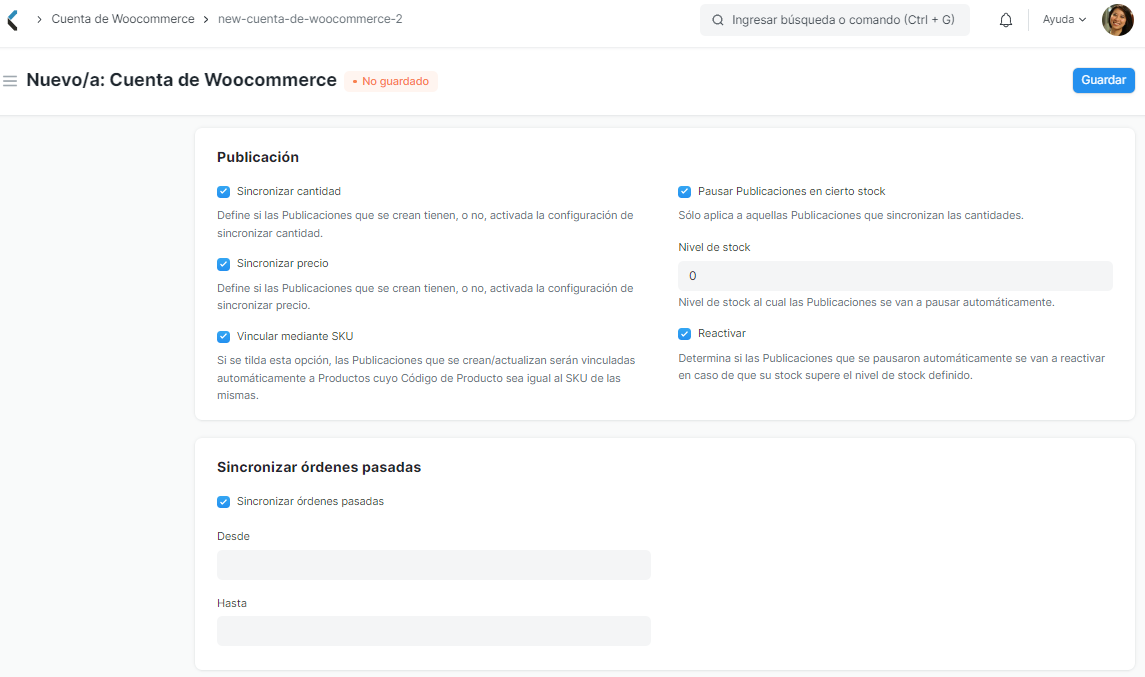 Cuenta de Woocommerce
new-cuenta-de-woocommerce-2
Ingresar búsqueda o comando (Ctrl + G)
Ayuda
Nuevo/a: Cuenta de Woocommerce
No guardado
Guardar
Publicación
Sincronizar cantidad
Define si las Publicaciones que se crean tienen, o no, activada la configuración de
sincronizar cantidad.
Sincronizar precio
Define si las Publicaciones que se crean tienen, o no, activada la configuración de
sincronizar precio.
Vincular mediante SKU
Si se tilda esta opción, las Publicaciones que se crean/actualizan serán vinculadas
automáticamente a Productos cuyo Código de Producto sea igual al SKU de las
mismas.
Pausar Publicaciones en cierto stock
Sólo aplica a aquellas Publicaciones que sincronizan las cantidades.
Nivel de stock
0
Nivel de stock al cual las Publicaciones se van a pausar automáticamente.
Reactivar
Determina si las Publicaciones que se pausaron automáticamente se van a reactivar
en caso de que su stock supere el nivel de stock definido.
Sincronizar órdenes pasadas
Sincronizar órdenes pasadas
Desde
Hasta